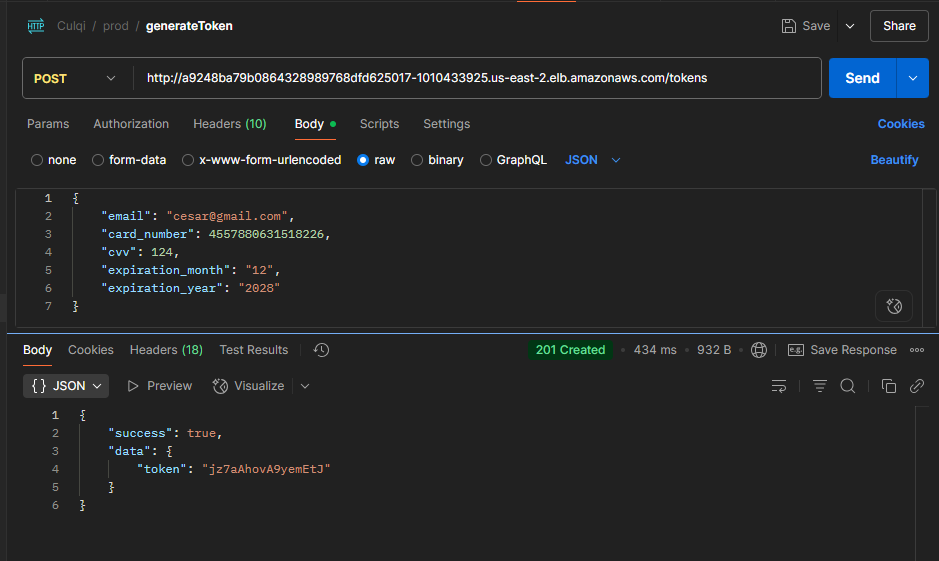 HTTP Culqi / prod / generateToken Save Share
POST http://a9248ba79b0864328989768dfd625017-1010433925.us-east-2.elb.amazonaws.com/tokens Send
Params Authorization Headers (10) Body Scripts Settings Cookies
none form-data x-www-form-urlencoded raw binary GraphQL JSON Beautify
1 {
2 "email": "cesar@gmail.com",
3 "card_number": 4557880631518226,
4 "cvv": 124,
5 "expiration_month": "12",
6 "expiration_year": "2028"
7 }
Body Cookies Headers (18) Test Results 201 Created 434 ms 932 B e.g. Save Response
{} JSON Preview Visualize
1 {
2 "success": true,
3 "data": {
4 "token": "jz7aAhovA9yemEtJ"
5 }
6 }